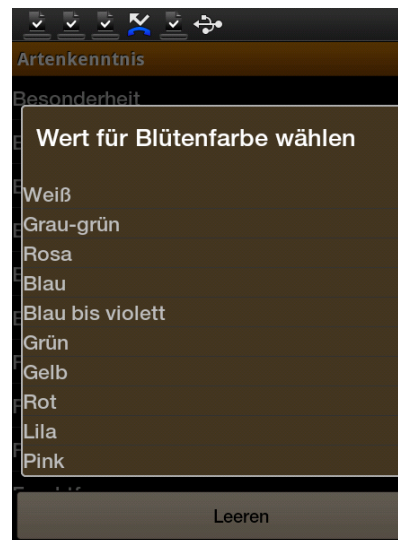 Artenkenntnis
Besonderheit
Wert für Blütenfarbe wählen
Weiß
Grau-grün
Rosa
Blau
Blau bis violett
Grün
Gelb
Rot
Lila
Pink
Leeren